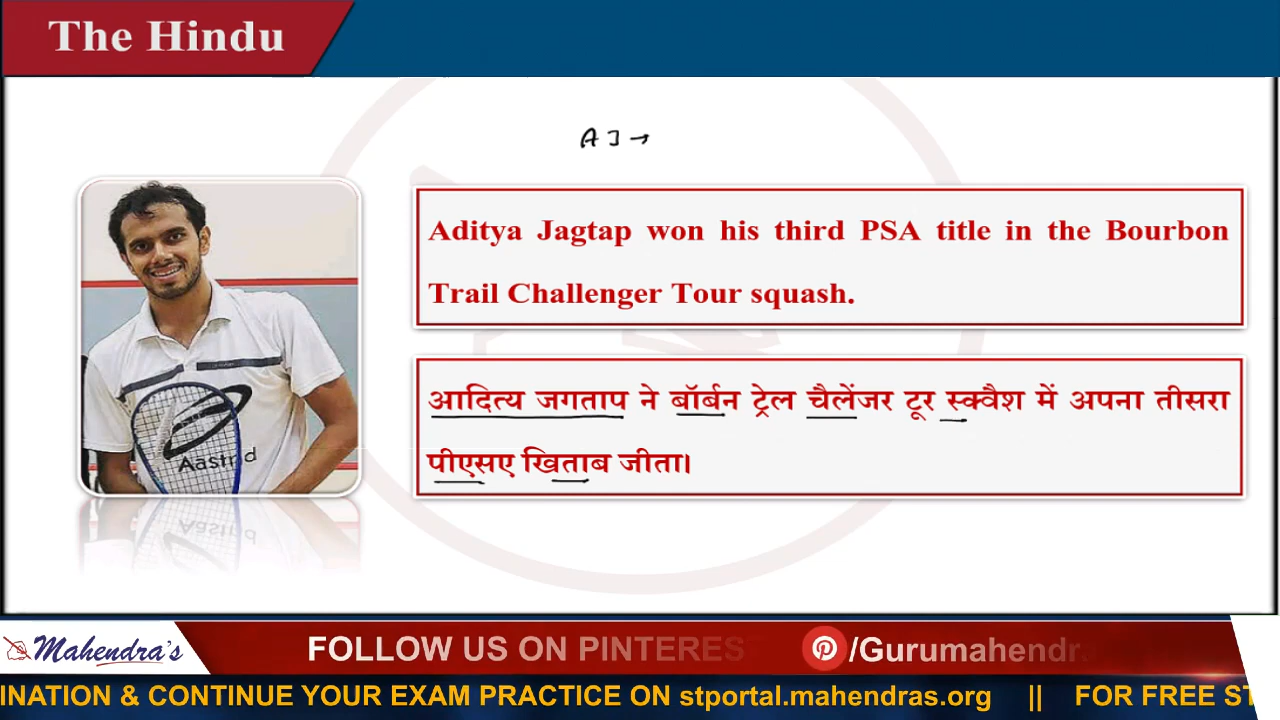 The Hindu
AJ →
Aditya Jagtap won his third PSA title in the Bourbon
Trail Challenger Tour squash.
आदित्य जगताप ने बॉर्बन ट्रेल चैलेंजर टूर स्क्वैश में अपना तीसरा
पीएसए खिताब जीता।
Mahendra's
FOLLOW US ON PINTEREST
/Gurumahendra
INATION & CONTINUE YOUR EXAM PRACTICE ON stportal.mahendras.org || FOR FREE ST